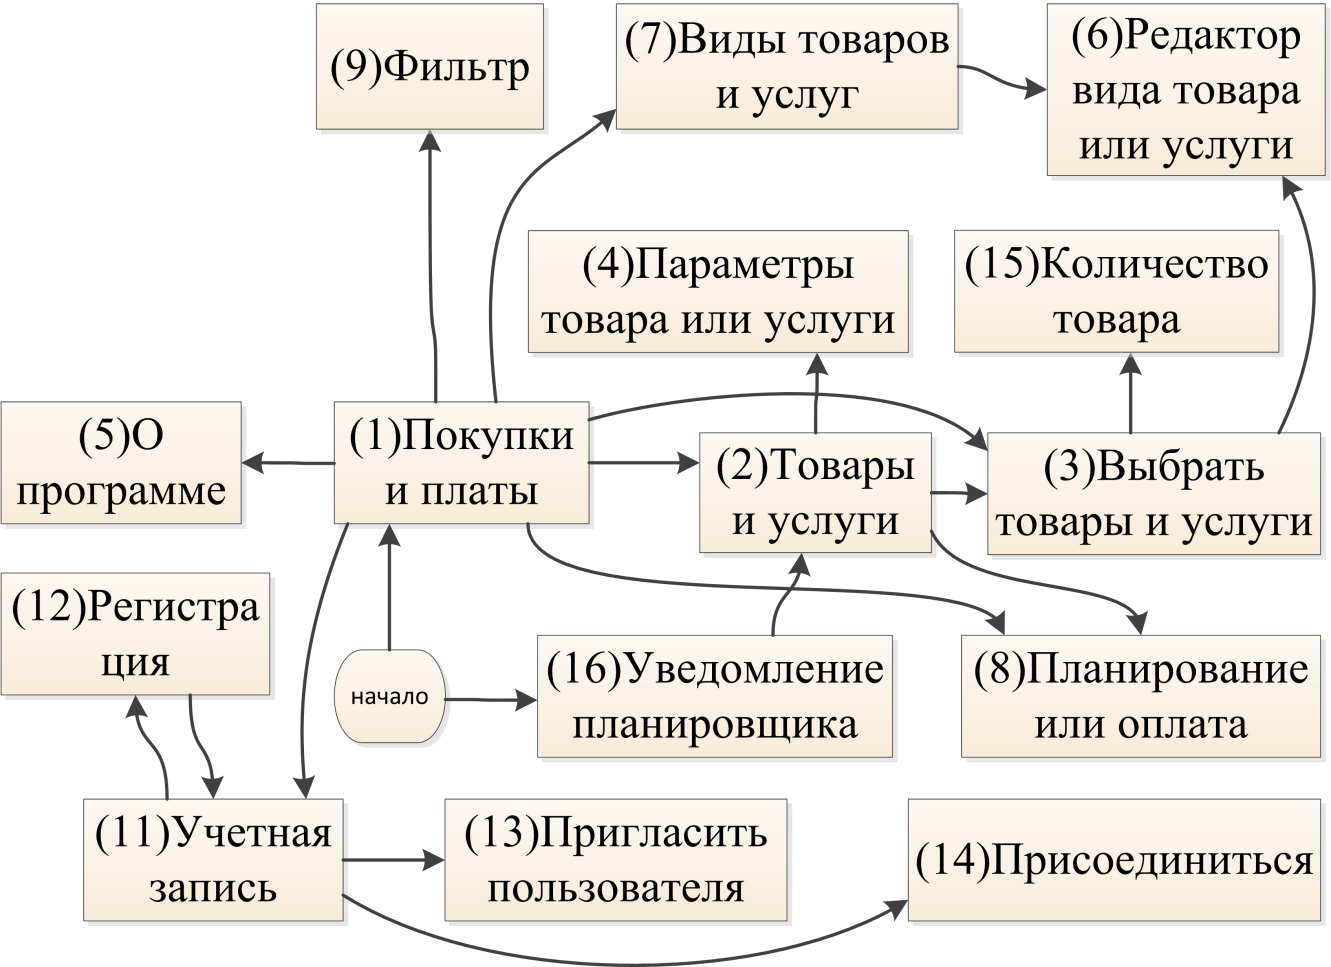 (9)Фильтр
(7)Виды товаров
и услуг
(6)Редактор
вида товара
или услуги
(4)Параметры
товара или услуги
(15)Количество
товара
(5)О
программе
(1)Покупки
и платы
(2)Товары
и услуги
(3)Выбрать
товары и услуги
(12)Регистра
ция
начало
(16)Уведомление
планировщика
(8)Планирование
или оплата
(11)Учетная
запись
(13)Пригласить
пользователя
(14)Присоединиться